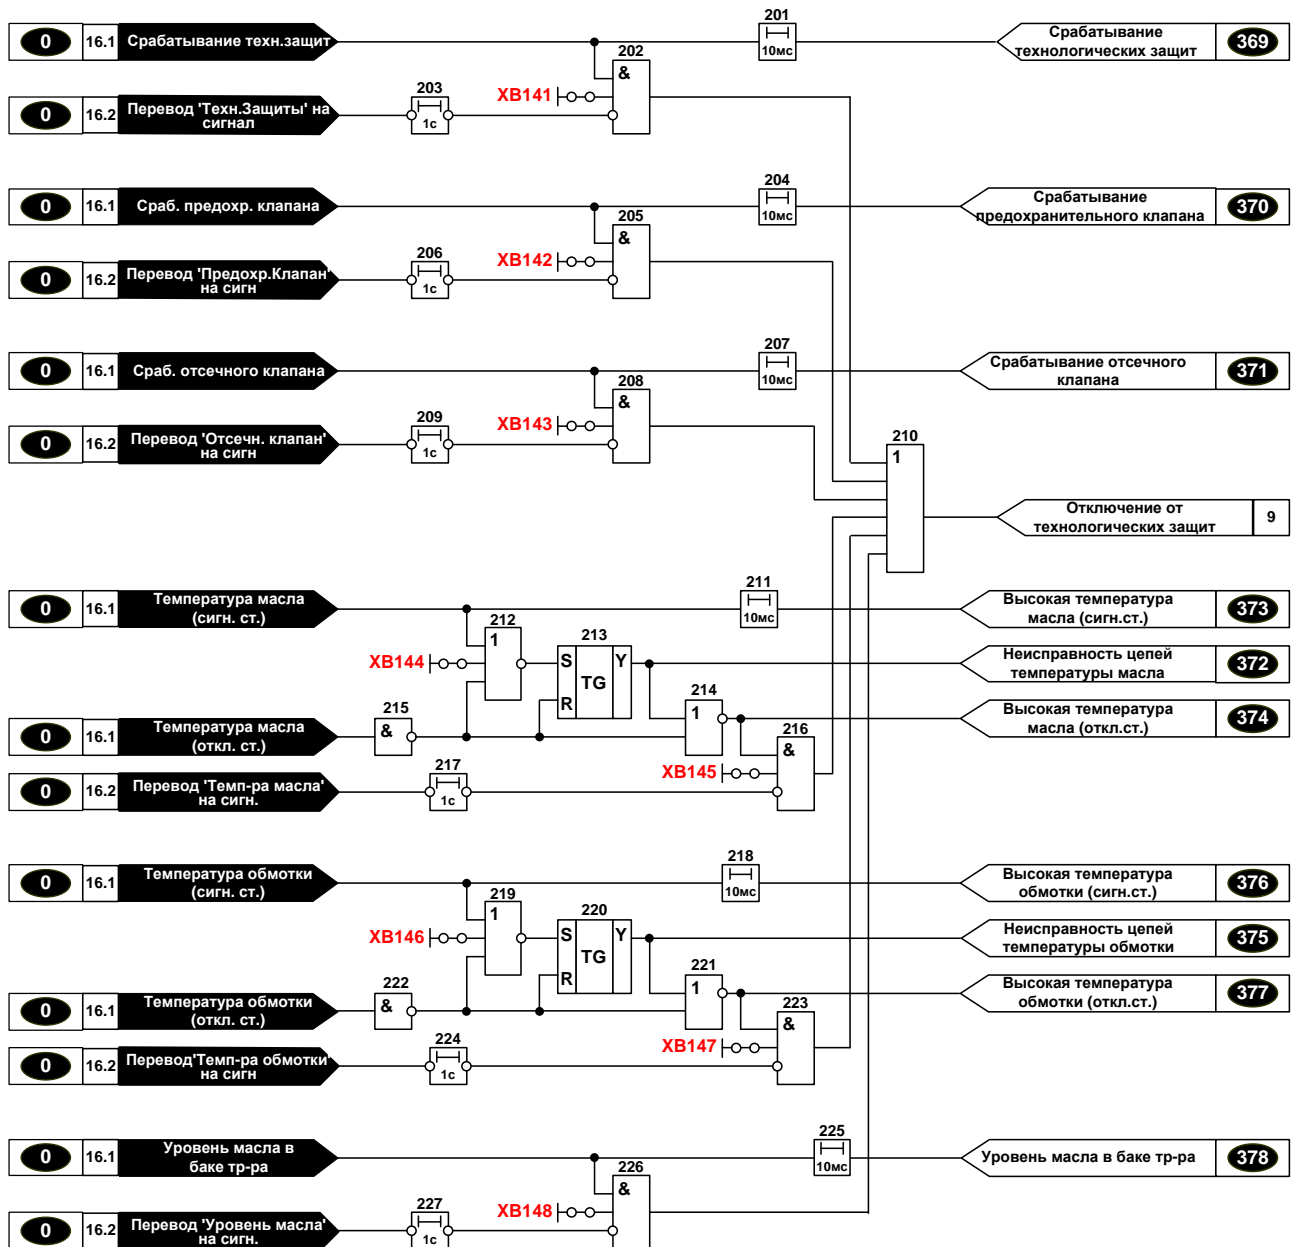 201
0 16.1 Срабатывание техн.защит 10мс Срабатывание технологических защит 369
202
&
203
XB141
0 16.2 Перевод 'Техн.Защиты' на сигнал 1с
204
0 16.1 Сраб. предохр. клапана 10мс Срабатывание предохранительного клапана 370
205
&
206
XB142
0 16.2 Перевод 'Предохр.Клапан' на сигн 1с
207
0 16.1 Сраб. отсечного клапана 10мс Срабатывание отсечного клапана 371
208
&
209
XB143
0 16.2 Перевод 'Отсечн. клапан' на сигн 1с
210
1
Отключение от технологических защит 9
211
0 16.1 Температура масла (сигн. ст.) 10мс Высокая температура масла (сигн.ст.) 373
212
1
213
XB144
S TG Y
R
Неисправность цепей температуры масла 372
214
1
215
0 16.1 Температура масла (откл. ст.) & Высокая температура масла (откл.ст.) 374
216
&
217
XB145
0 16.2 Перевод 'Темп-ра масла' на сигн. 1с
218
0 16.1 Температура обмотки (сигн. ст.) 10мс Высокая температура обмотки (сигн.ст.) 376
219
1
220
XB146
S TG Y
R
Неисправность цепей температуры обмотки 375
221
1
222
0 16.1 Температура обмотки (откл. ст.) & Высокая температура обмотки (откл.ст.) 377
223
&
224
XB147
0 16.2 Перевод'Темп-ра обмотки' на сигн 1с
225
0 16.1 Уровень масла в баке тр-ра 10мс Уровень масла в баке тр-ра 378
226
&
227
XB148
0 16.2 Перевод 'Уровень масла' на сигн. 1с